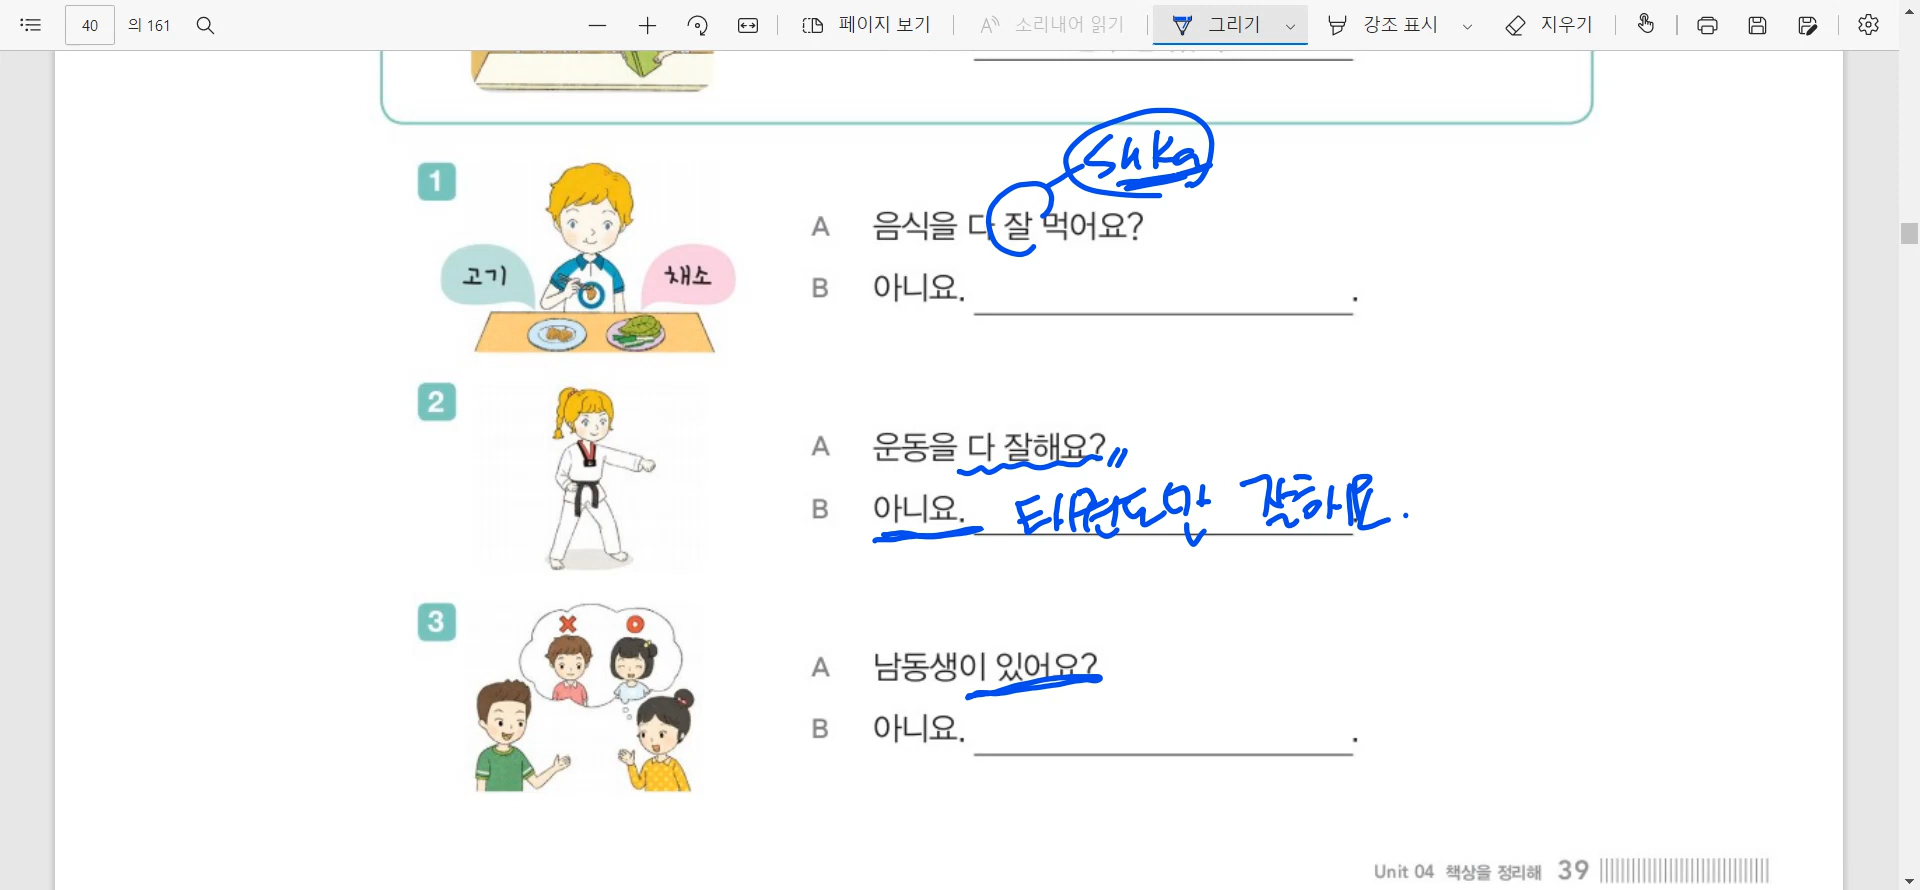 40 의 161 페이지 보기 소리내어 읽기 그리기 강조 표시 지우기
suka
1
A 음식을 다 잘 먹어요?
고기 채소
B 아니요. .
2
A 운동을 다 잘해요?
B 아니요. 태권도만 잘해요.
3
A 남동생이 있어요?
B 아니요. .
Unit 04 책상을 정리해 39